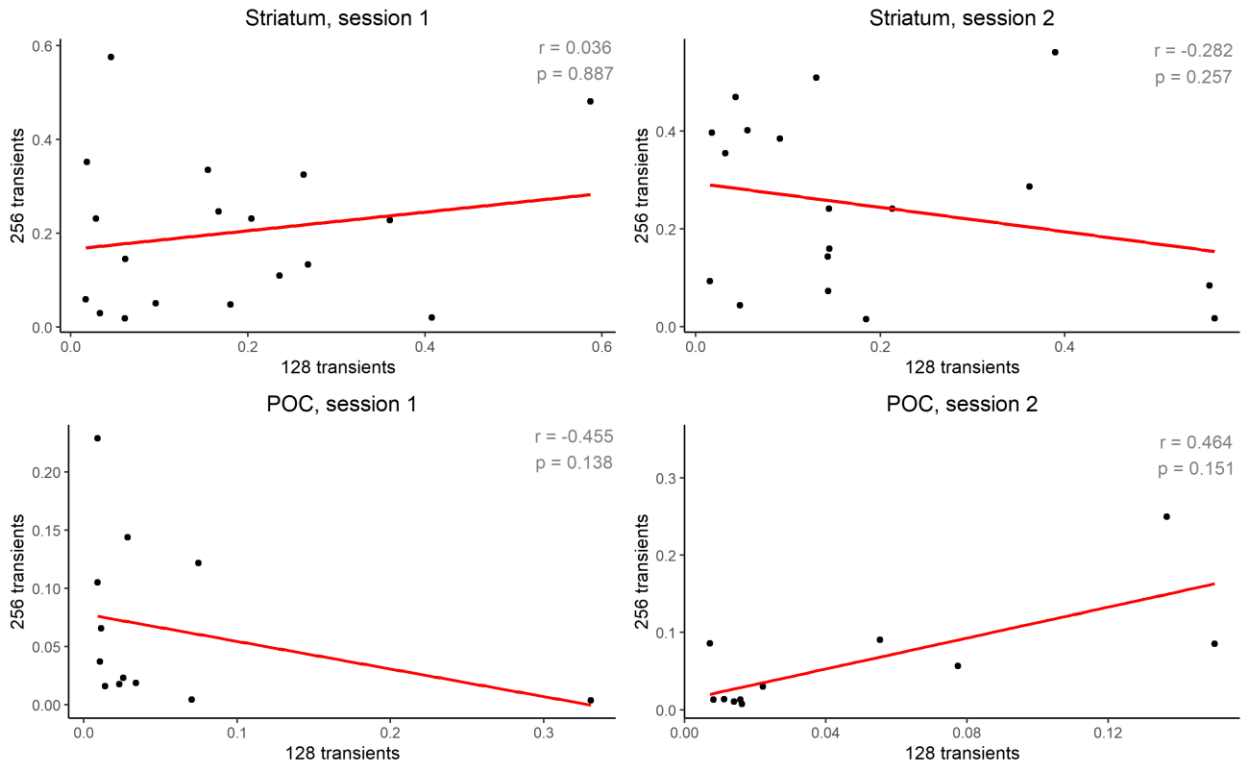 Striatum, session 1
r = 0.036
p = 0.887
256 transients
0.6
0.4
0.2
0.0
0.0 0.2 0.4 0.6
128 transients
Striatum, session 2
r = -0.282
p = 0.257
256 transients
0.4
0.2
0.0
0.0 0.2 0.4
128 transients
POC, session 1
r = -0.455
p = 0.138
256 transients
0.20
0.15
0.10
0.05
0.00
0.0 0.1 0.2 0.3
128 transients
POC, session 2
r = 0.464
p = 0.151
256 transients
0.3
0.2
0.1
0.0
0.00 0.04 0.08 0.12
128 transients